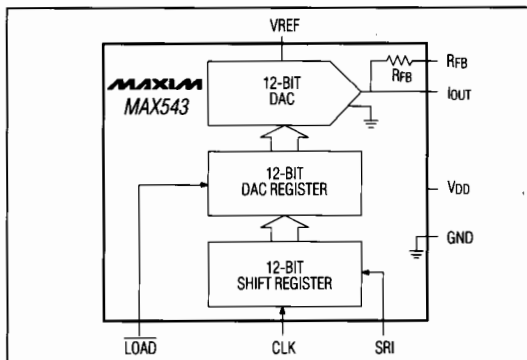 VREF
MAXIM
MAX543
12-BIT
DAC
RFB
RFB
IOUT
12-BIT
DAC REGISTER
VDD
GND
12-BIT
SHIFT REGISTER
LOAD
CLK
SRI